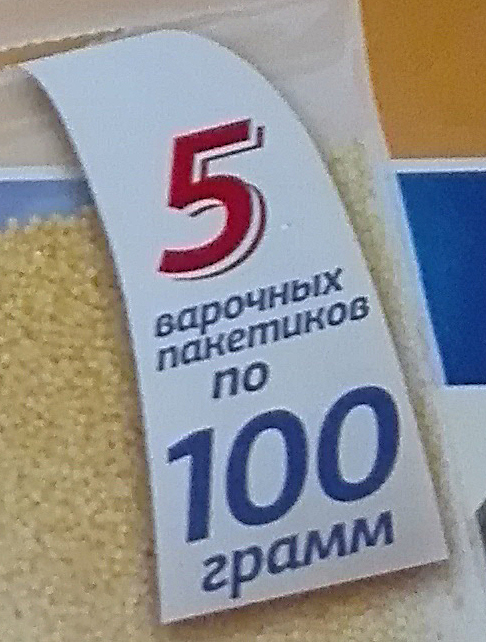 5
варочных
пакетиков
по
100
грамм